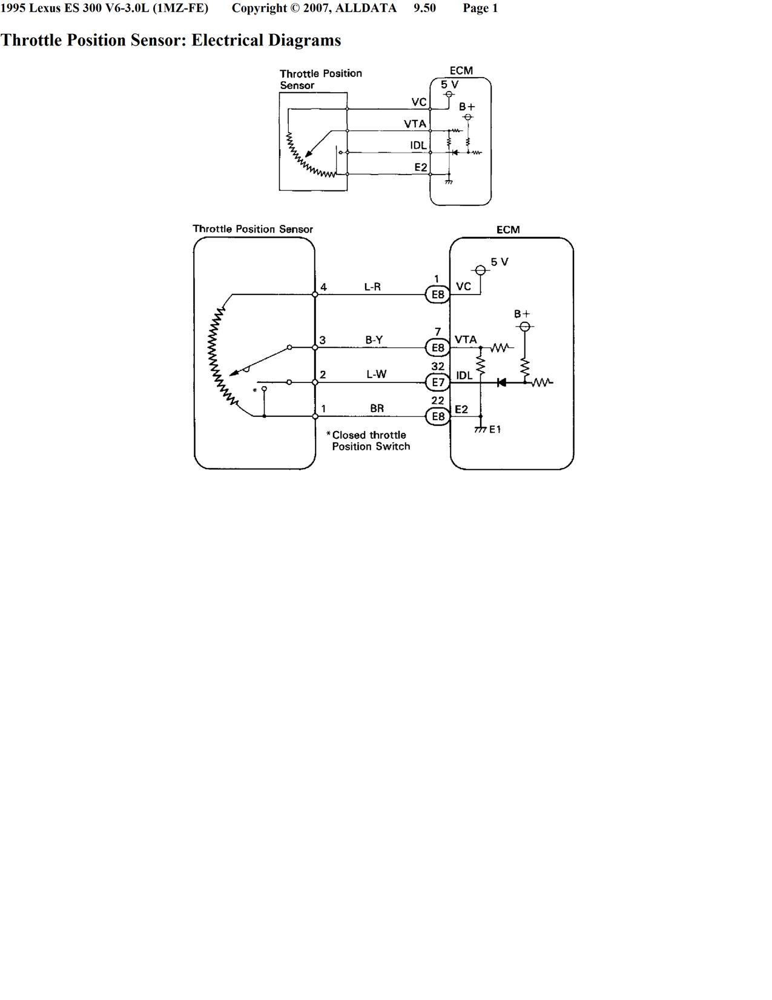 1995 Lexus ES 300 V6-3.0L (1MZ-FE) Copyright © 2007, ALLDATA 9.50 Page 1
Throttle Position Sensor: Electrical Diagrams
Throttle Position
Sensor
ECM
5 V
VC
B+
VTA
IDL
E2
Throttle Position Sensor
ECM
5 V
4 L-R 1
E8 VC
B+
3 B-Y 7
E8 VTA
2 L-W 32
E7 IDL
*
1 BR 22
E8 E2
E1
*Closed throttle
Position Switch